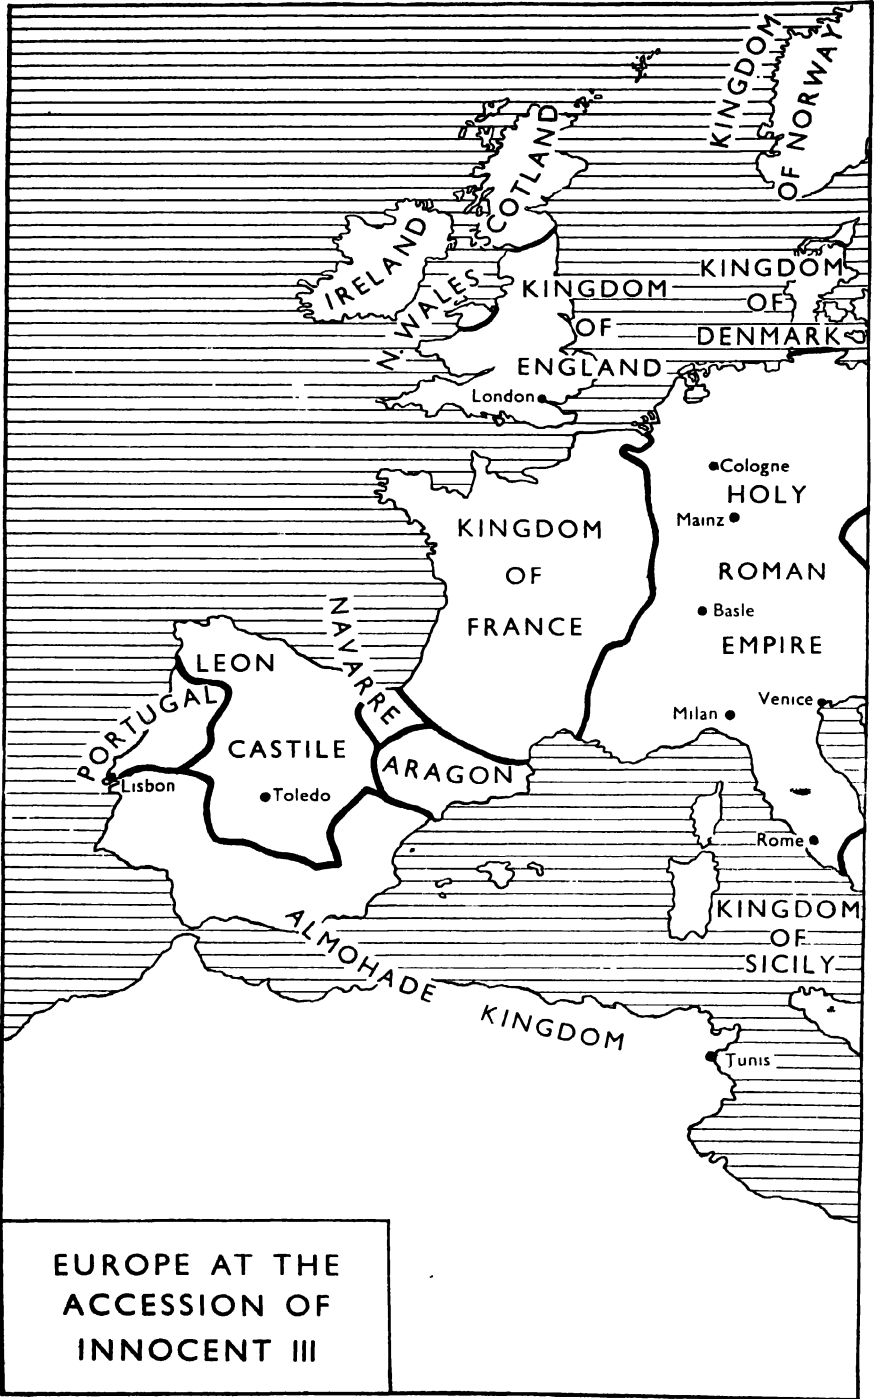 KINGDOM
OF NORWAY
SCOTLAND
IRELAND
N. WALES
KINGDOM
OF
ENGLAND
London
KINGDOM
OF
DENMARK
Cologne
HOLY
Mainz
ROMAN
Basle
EMPIRE
Venice
Milan
KINGDOM
OF
FRANCE
NAVARRE
LEON
PORTUGAL
CASTILE
ARAGON
Lisbon
Toledo
Rome
KINGDOM
OF
SICILY
ALMOHADE KINGDOM
Tunis
EUROPE AT THE
ACCESSION OF
INNOCENT III